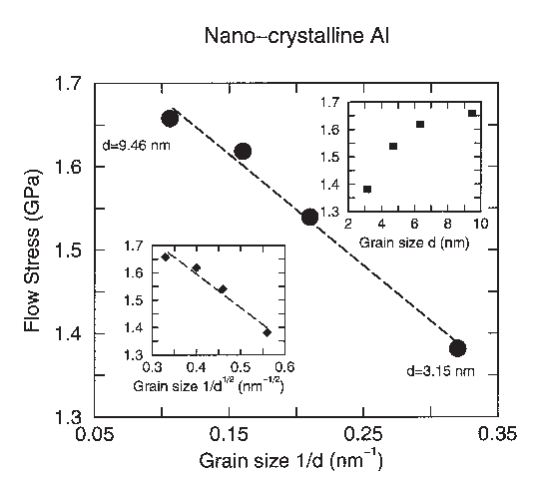 Nano-crystalline Al
1.7
1.6
1.5
1.4
1.3
Flow Stress (GPa)
d=9.46 nm
1.7
1.6
1.5
1.4
1.3
2 4 6 8 10
Grain size d (nm)
1.7
1.6
1.5
1.4
1.3
0.3 0.4 0.5 0.6
Grain size 1/d^1/2 (nm^-1/2)
d=3.15 nm
0.05 0.15 0.25 0.35
Grain size 1/d (nm^-1)